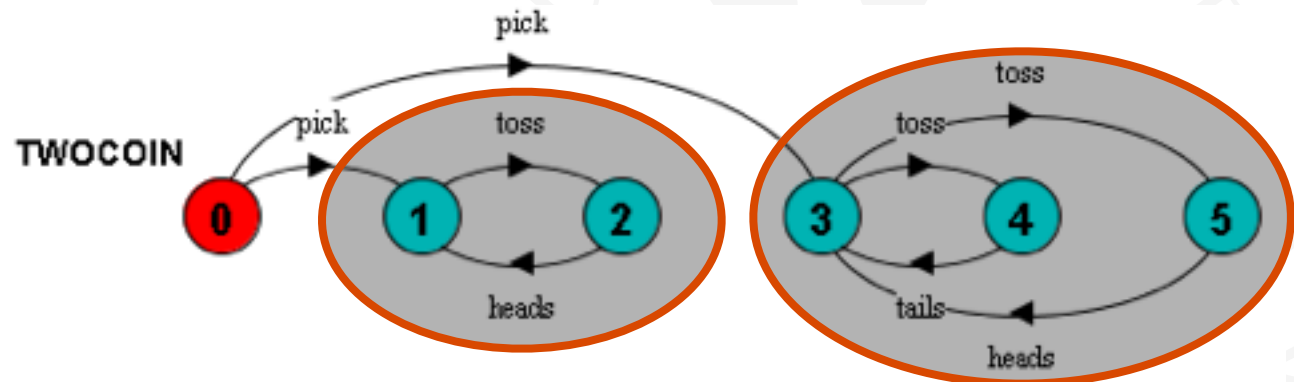 pick
toss
pick toss toss
TWOCOIN
0 1 2 3 4 5
heads tails
heads